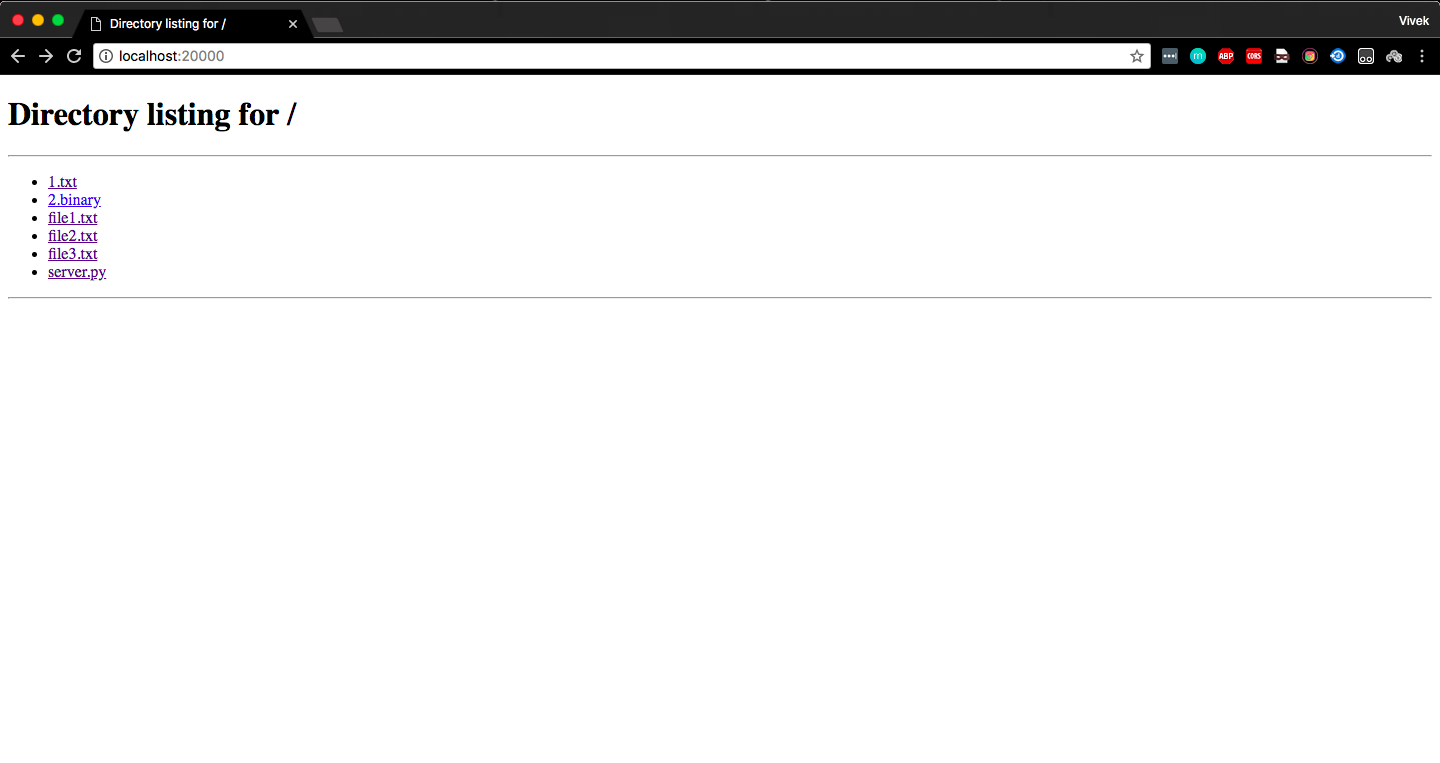 Directory listing for /
Vivek
localhost:20000
ABP
CORS
Directory listing for /
1.txt
2.binary
file1.txt
file2.txt
file3.txt
server.py